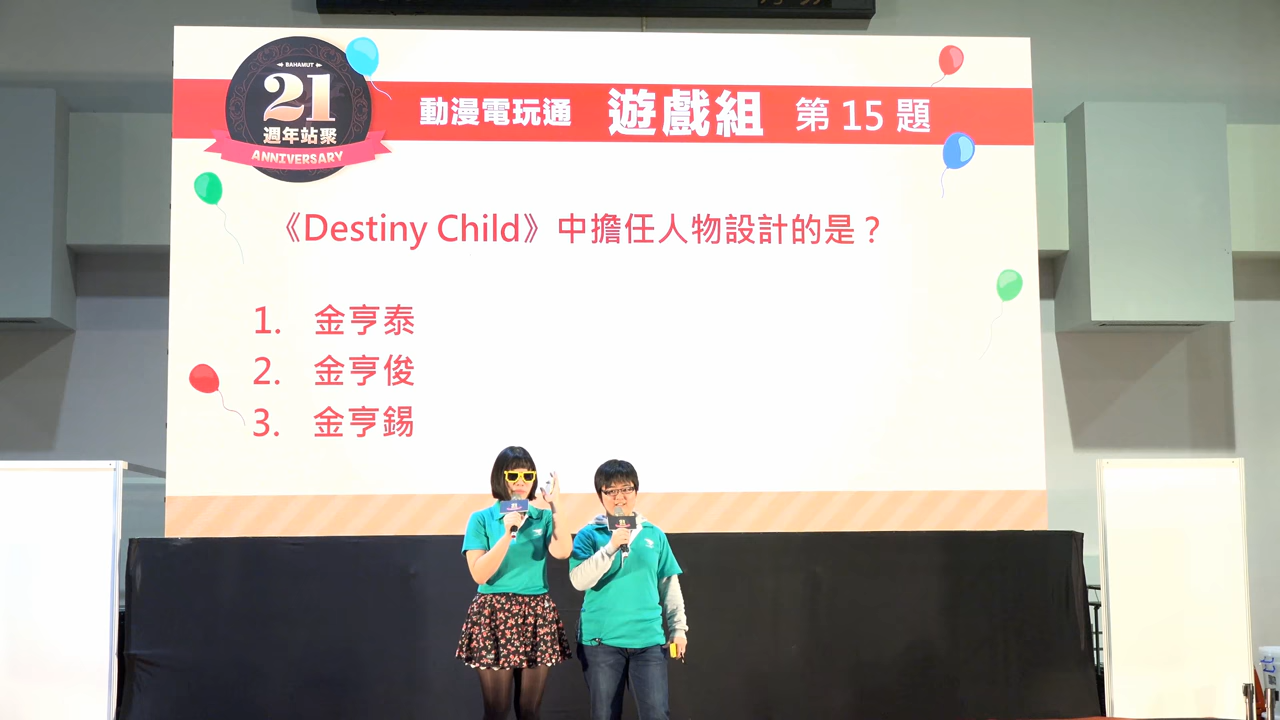 BAHAMUT
21
週年站聚
ANNIVERSARY
動漫電玩通 遊戲組 第 15 題
《Destiny Child》中擔任人物設計的是？
1. 金亨泰
2. 金亨俊
3. 金亨錫